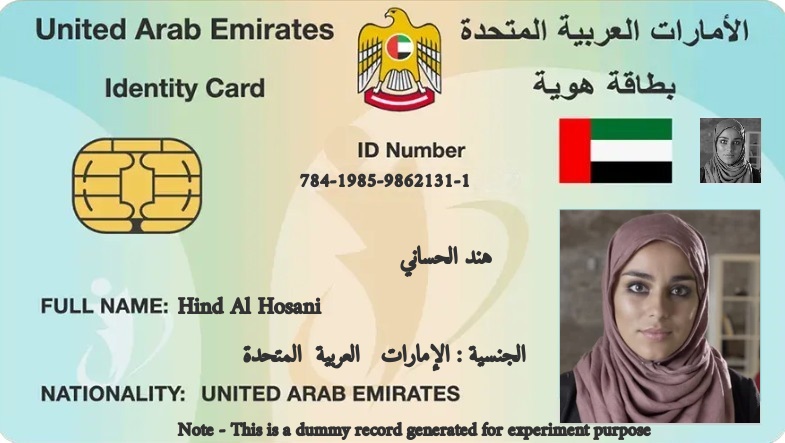 United Arab Emirates
الأمارات العربية المتحدة
Identity Card
بطاقة هوية
ID Number
784-1985-9862131-1
هند الحساني
FULL NAME: Hind Al Hosani
الجنسية : الإمارات العربية المتحدة
NATIONALITY: UNITED ARAB EMIRATES
Note - This is a dummy record generated for experiment purpose